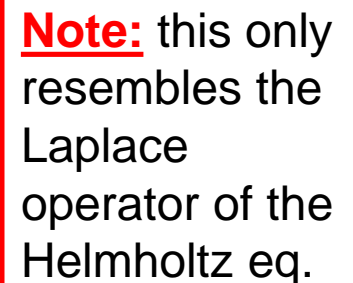 Note: this only
resembles the
Laplace
operator of the
Helmholtz eq.